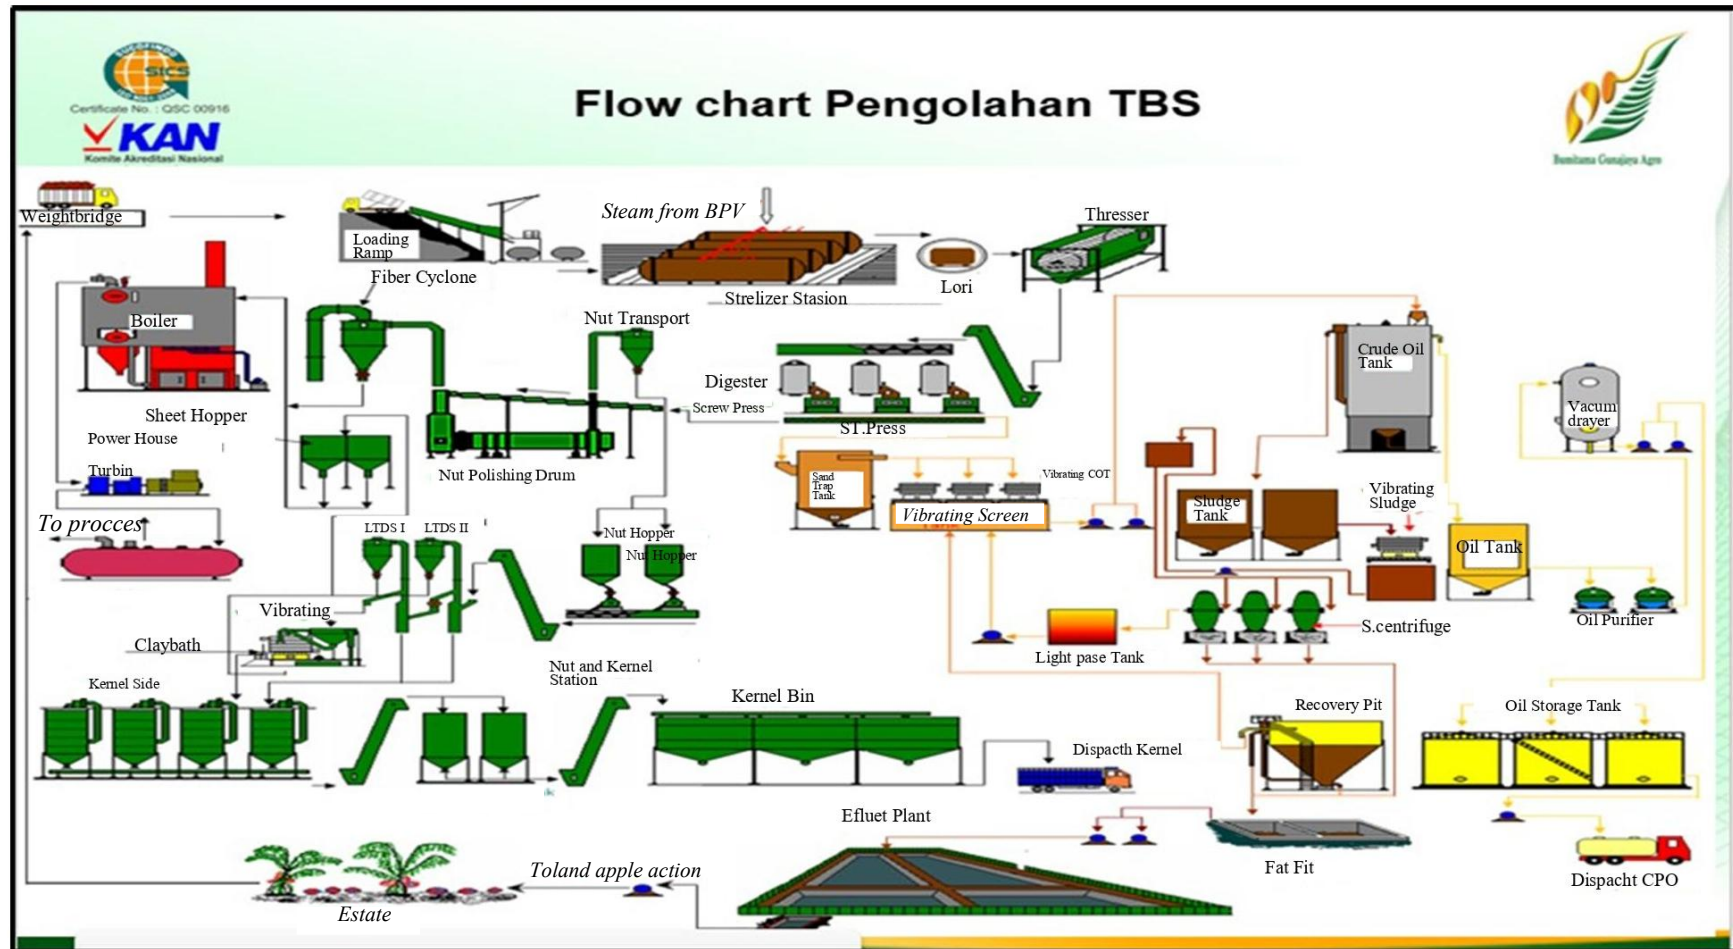 SUCOFINDO
SICS
ISO 9001:2008
Certificate No. : QSC 00916
KAN
Komite Akreditasi Nasional
Flow chart Pengolahan TBS
Bumitama Gunajaya Agro
Weightbridge
Loading
Ramp
Steam from BPV
Thresser
Fiber Cyclone
Strelizer Stasion
Lori
Boiler
Nut Transport
Crude Oil
Tank
Digester
Screw Press
ST.Press
Vacum
drayer
Sheet Hopper
Power House
Nut Polishing Drum
Turbin
Sand
Trap
Tank
Vibrating COT
Vibrating Screen
Sludge
Tank
Vibrating
Sludge
To procces
LTDS I
LTDS II
Nut Hopper
Nut Hopper
Oil Tank
Vibrating
Claybath
S.centrifuge
Oil Purifier
Light pase Tank
Kernel Side
Nut and Kernel
Station
Kernel Bin
Recovery Pit
Oil Storage Tank
Dispacth Kernel
Efluet Plant
Fat Fit
Dispacht CPO
Toland apple action
Estate